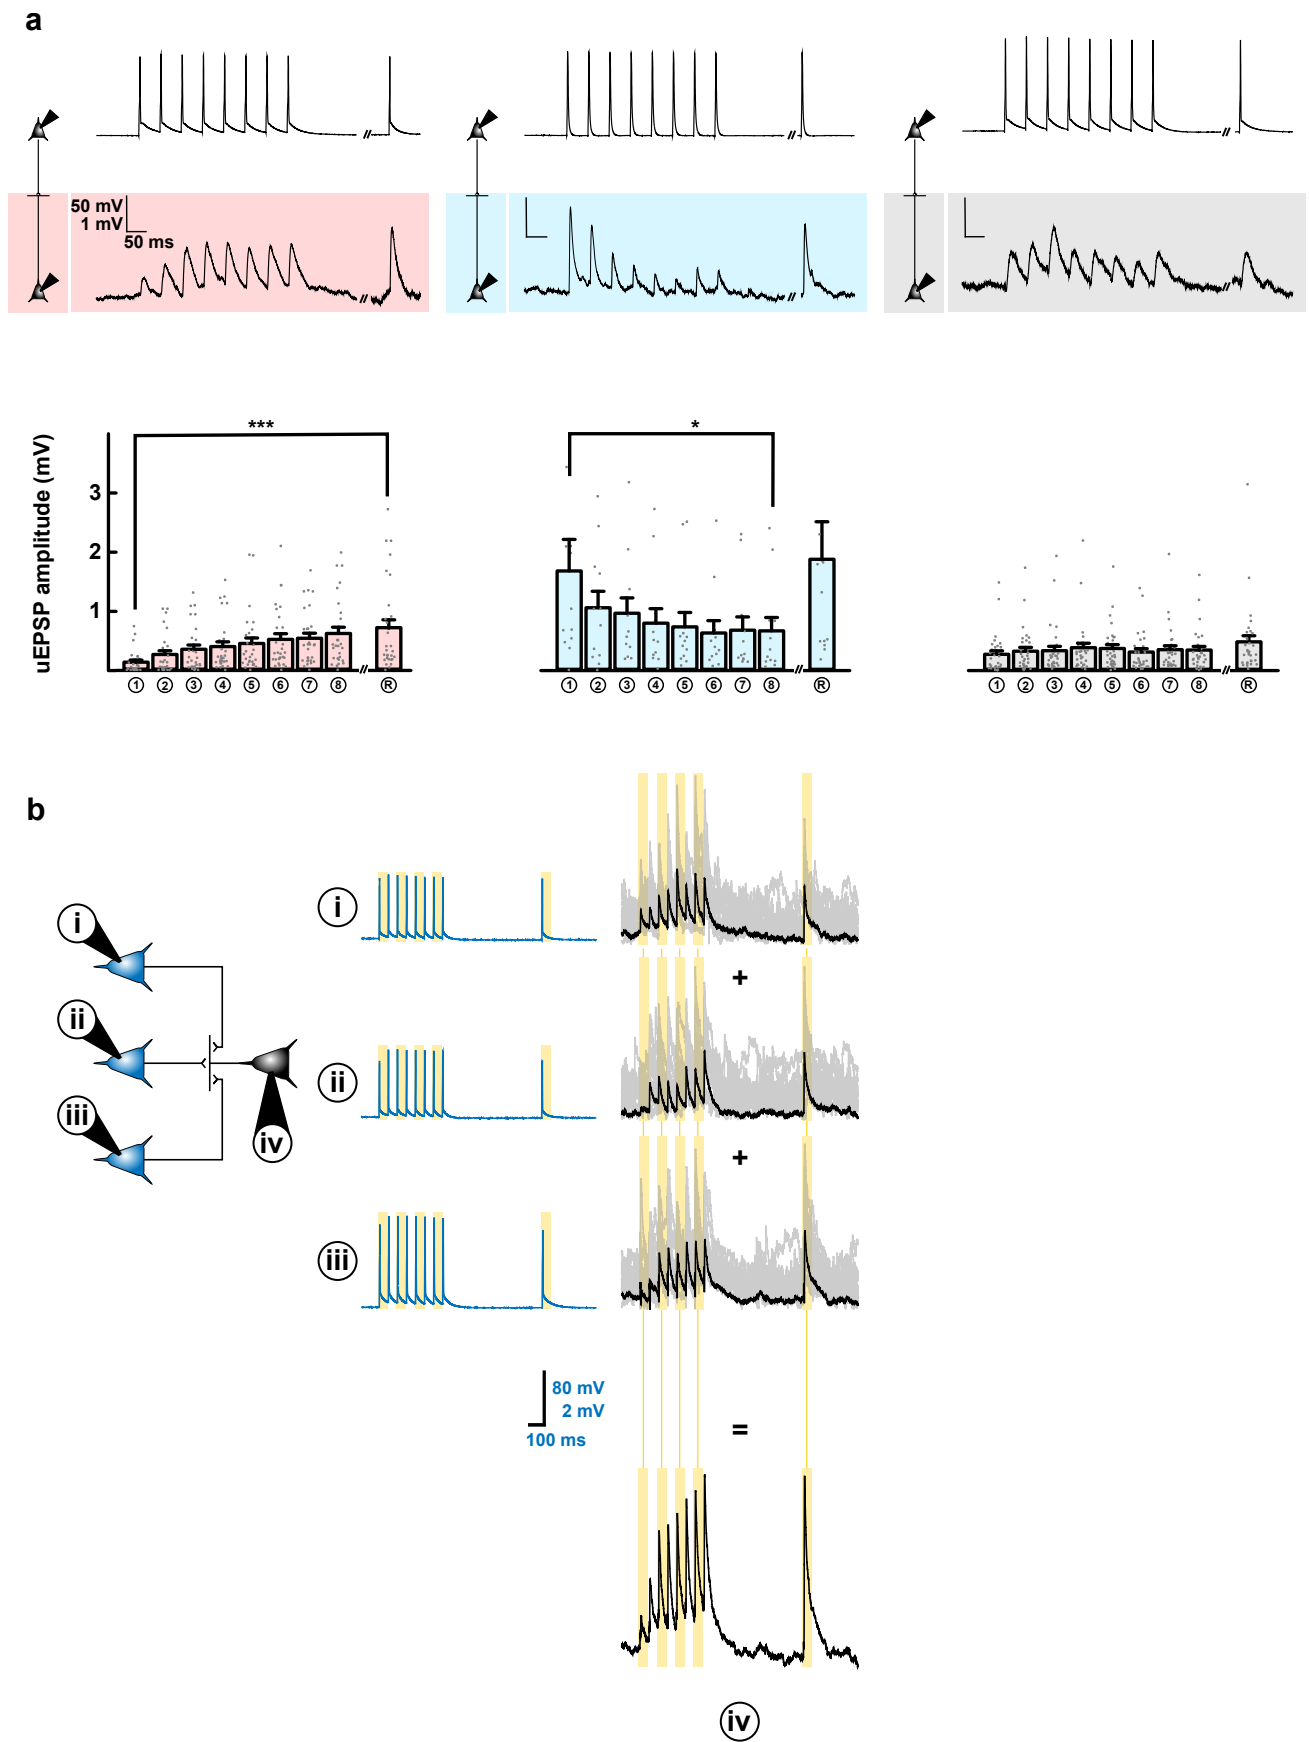 a
50 mV
1 mV
50 ms
*** *
uEPSP amplitude (mV)
3
2
1
1 2 3 4 5 6 7 8 R
1 2 3 4 5 6 7 8 R
1 2 3 4 5 6 7 8 R
b
i
ii
iii
iv
i
+
ii
+
iii
80 mV
2 mV
100 ms
=
iv